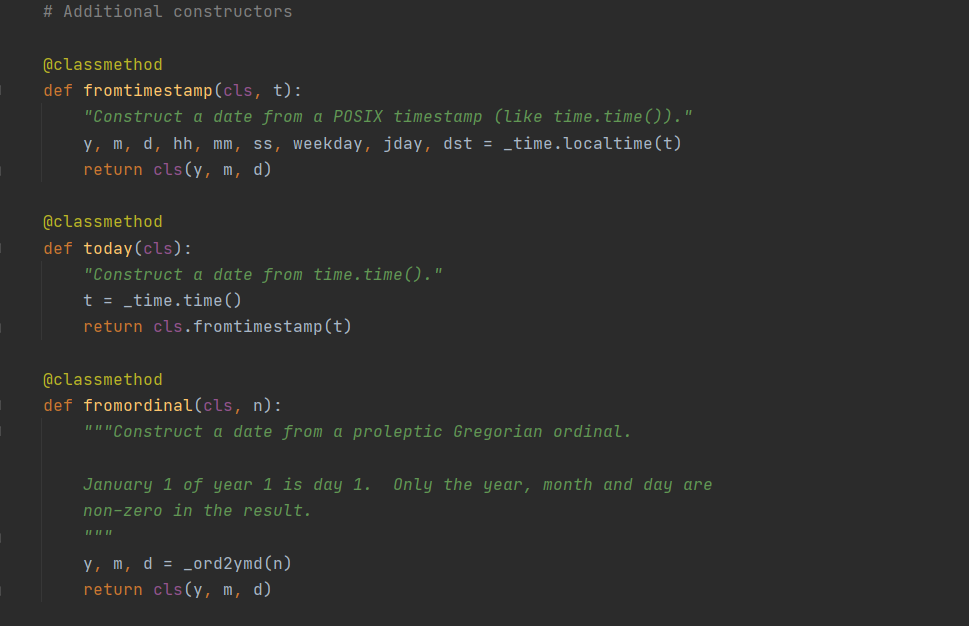 # Additional constructors
@classmethod
def fromtimestamp(cls, t):
"Construct a date from a POSIX timestamp (like time.time())."
y, m, d, hh, mm, ss, weekday, jday, dst = _time.localtime(t)
return cls(y, m, d)
@classmethod
def today(cls):
"Construct a date from time.time()."
t = _time.time()
return cls.fromtimestamp(t)
@classmethod
def fromordinal(cls, n):
"""Construct a date from a proleptic Gregorian ordinal.
January 1 of year 1 is day 1.  Only the year, month and day are
non-zero in the result.
"""
y, m, d = _ord2ymd(n)
return cls(y, m, d)